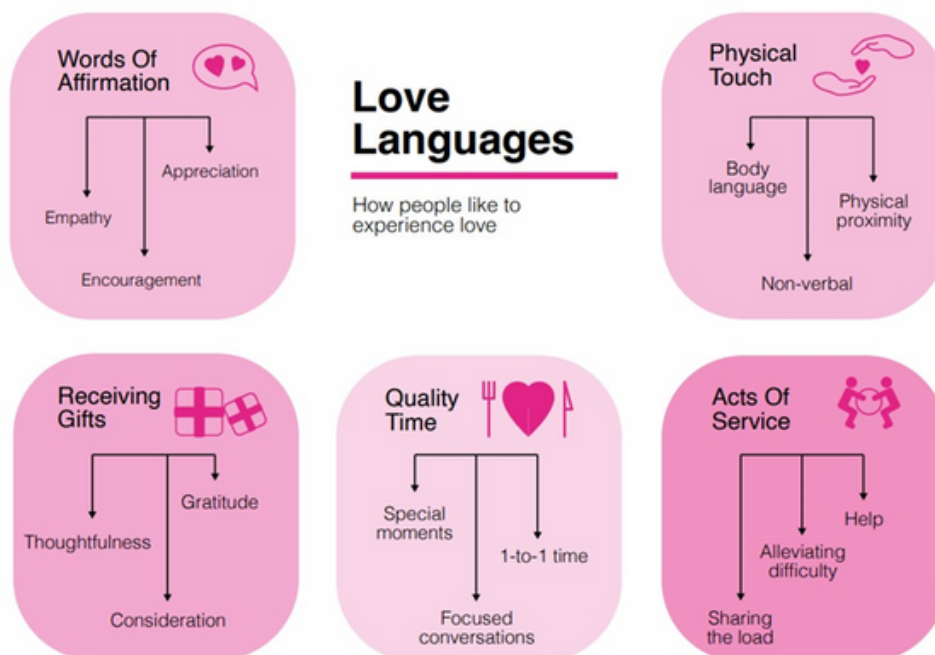 Words Of
Affirmation
Appreciation
Empathy
Encouragement
Love
Languages
How people like to
experience love
Physical
Touch
Body
language
Physical
proximity
Non-verbal
Receiving
Gifts
Gratitude
Thoughtfulness
Consideration
Quality
Time
Special
moments
1-to-1 time
Focused
conversations
Acts Of
Service
Help
Alleviating
difficulty
Sharing
the load